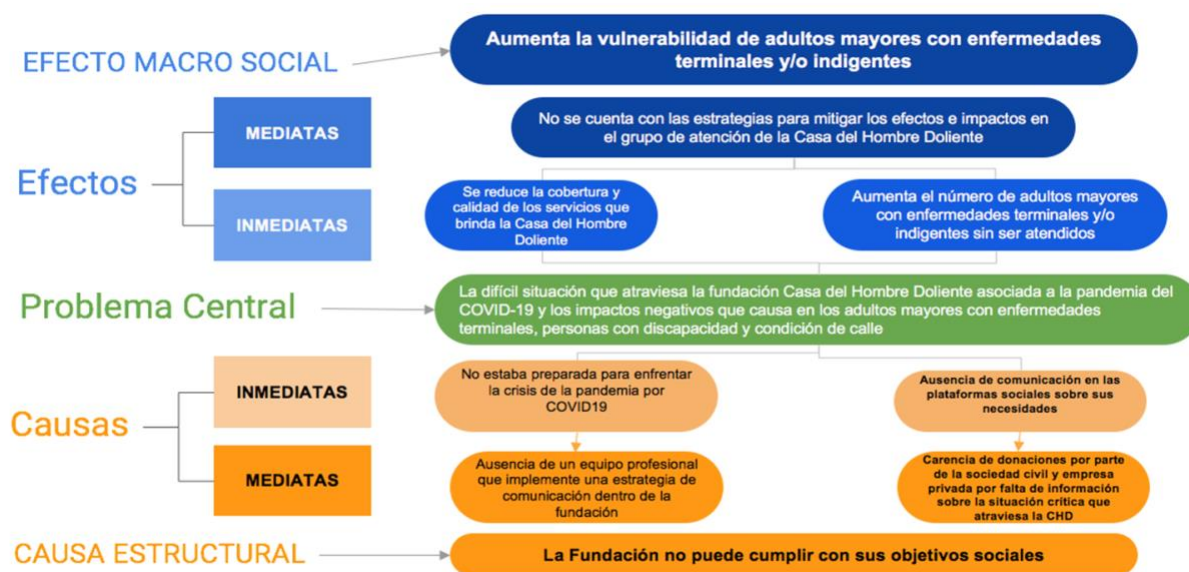 EFECTO MACRO SOCIAL
Aumenta la vulnerabilidad de adultos mayores con enfermedades
terminales y/o indigentes
Efectos
MEDIATAS
No se cuenta con las estrategias para mitigar los efectos e impactos en
el grupo de atención de la Casa del Hombre Doliente
INMEDIATAS
Se reduce la cobertura y
calidad de los servicios que
brinda la Casa del Hombre
Doliente
Aumenta el número de adultos mayores
con enfermedades terminales y/o
indigentes sin ser atendidos
Problema Central
La difícil situación que atraviesa la fundación Casa del Hombre Doliente asociada a la pandemia del
COVID-19 y los impactos negativos que causa en los adultos mayores con enfermedades
terminales, personas con discapacidad y condición de calle
Causas
INMEDIATAS
No estaba preparada para enfrentar
la crisis de la pandemia por
COVID19
Ausencia de comunicación en las
plataformas sociales sobre sus
necesidades
MEDIATAS
Ausencia de un equipo profesional
que implemente una estrategia de
comunicación dentro de la
fundación
Carencia de donaciones por parte
de la sociedad civil y empresa
privada por falta de información
sobre la situación crítica que
atraviesa la CHD
CAUSA ESTRUCTURAL
La Fundación no puede cumplir con sus objetivos sociales